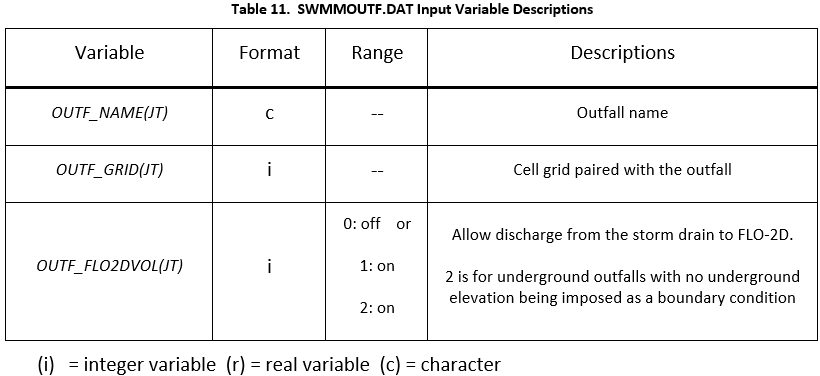 Table 11. SWMMOUTF.DAT Input Variable Descriptions
Variable Format Range Descriptions
OUTF_NAME(JT) c -- Outfall name
OUTF_GRID(JT) i -- Cell grid paired with the outfall
OUTF_FLO2DVOL(JT) i
0: off or
1: on
2: on
Allow discharge from the storm drain to FLO-2D.
2 is for underground outfalls with no underground
elevation being imposed as a boundary condition
(i) = integer variable (r) = real variable (c) = character